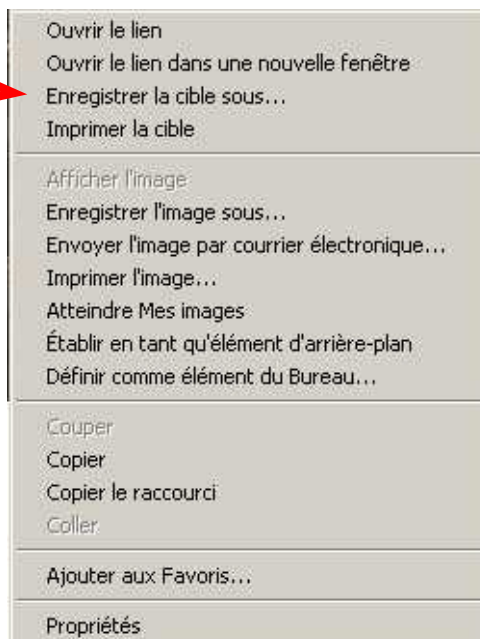 Ouvrir le lien
Ouvrir le lien dans une nouvelle fenêtre
Enregistrer la cible sous...
Imprimer la cible
Afficher l'image
Enregistrer l'image sous...
Envoyer l'image par courrier électronique...
Imprimer l'image...
Atteindre Mes images
Établir en tant qu'élément d'arrière-plan
Définir comme élément du Bureau...
Couper
Copier
Copier le raccourci
Coller
Ajouter aux Favoris...
Propriétés